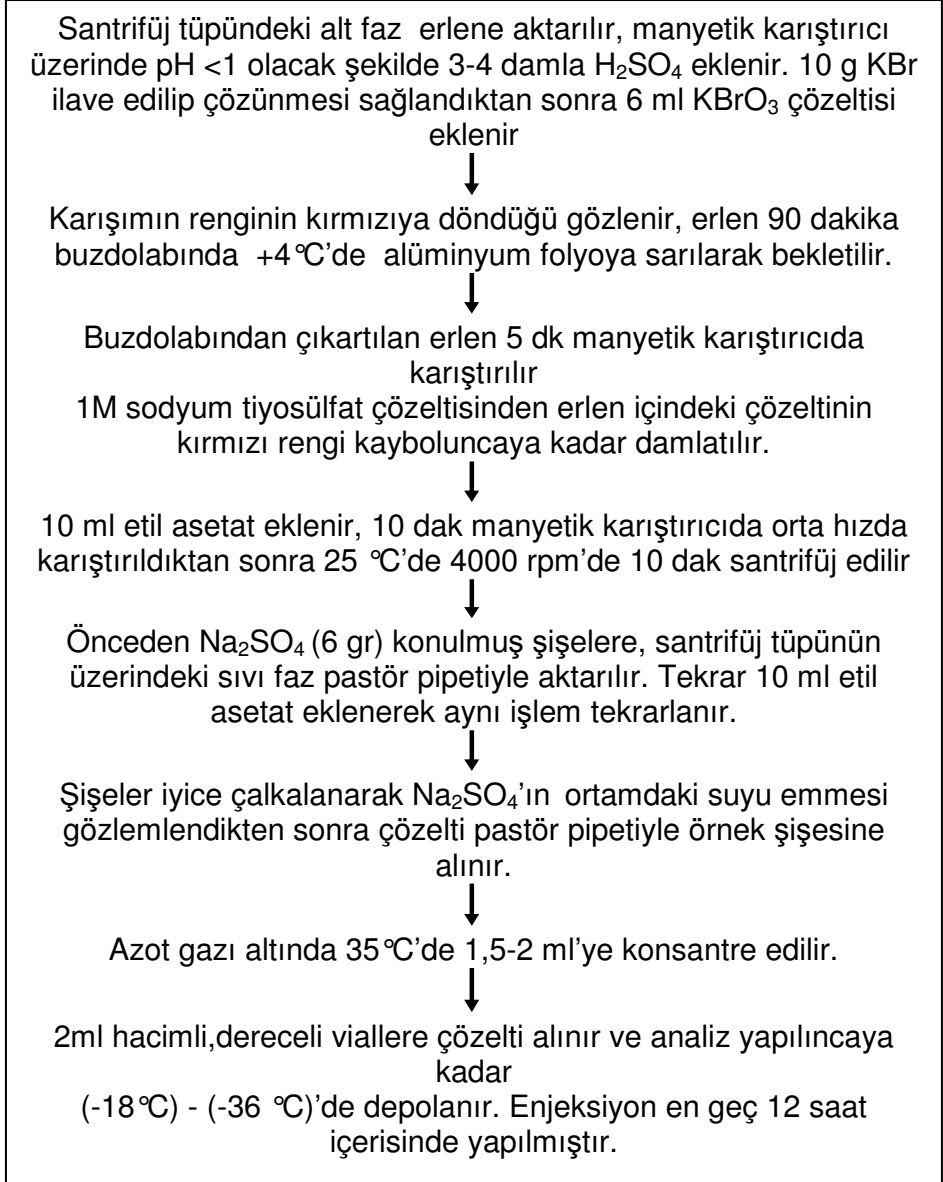 Santrifüj tüpündeki alt faz erlene aktarılır, manyetik karıştırıcı
üzerinde pH <1 olacak şekilde 3-4 damla H₂SO₄ eklenir. 10 g KBr
ilave edilip çözünmesi sağlandıktan sonra 6 ml KBrO₃ çözeltisi
eklenir
Karışımın renginin kırmızıya döndüğü gözlenir, erlen 90 dakika
buzdolabında +4°C’de alüminyum folyoya sarılarak bekletilir.
Buzdolabından çıkartılan erlen 5 dk manyetik karıştırıcıda
karıştırılır
1M sodyum tiyosülfat çözeltisinden erlen içindeki çözeltinin
kırmızı rengi kayboluncaya kadar damlatılır.
10 ml etil asetat eklenir, 10 dak manyetik karıştırıcıda orta hızda
karıştırıldıktan sonra 25 °C’de 4000 rpm’de 10 dak santrifüj edilir
Önceden Na₂SO₄ (6 gr) konulmuş şişelere, santrifüj tüpünün
üzerindeki sıvı faz pastör pipetiyle aktarılır. Tekrar 10 ml etil
asetat eklenerek aynı işlem tekrarlanır.
Şişeler iyice çalkalanarak Na₂SO₄’ın ortamdaki suyu emmesi
gözlemlendikten sonra çözelti pastör pipetiyle örnek şişesine
alınır.
Azot gazı altında 35°C’de 1,5-2 ml’ye konsantre edilir.
2ml hacimli,dereceli viallere çözelti alınır ve analiz yapılıncaya
kadar
(-18°C) - (-36 °C)’de depolanır. Enjeksiyon en geç 12 saat
içerisinde yapılmıştır.